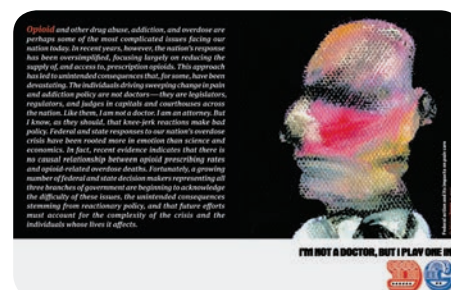 Opioid and other drug abuse, addiction, and overdose are
perhaps some of the most complicated issues facing our
nation today. In recent years, however, the nation's response
has been oversimplified, focusing largely on reducing the
supply of, and access to, prescription opioids. This approach
has led to unintended consequences that, for some, have been
devastating. The individuals driving sweeping change in pain
and addiction policy are not doctors—they are legislators,
regulators, and judges in capitals and courthouses across
the nation. Like them, I am not a doctor. I am an attorney. But
I know, as they should, that knee-jerk reactions make bad
policy. Federal and state responses to our nation's overdose
crisis have been rooted more in emotion than science and
economics. In fact, recent evidence indicates that there is
no causal relationship between opioid prescribing rates
and opioid-related overdose deaths. Fortunately, a growing
number of federal and state decision makers representing all
three branches of government are beginning to acknowledge
the difficulty of these issues, the unintended consequences
stemming from reactionary policy, and that future efforts
must account for the complexity of the crisis and the
individuals whose lives it affects.
Federal action and its impacts on pain care
I'M NOT A DOCTOR, BUT I PLAY ONE IN
DC